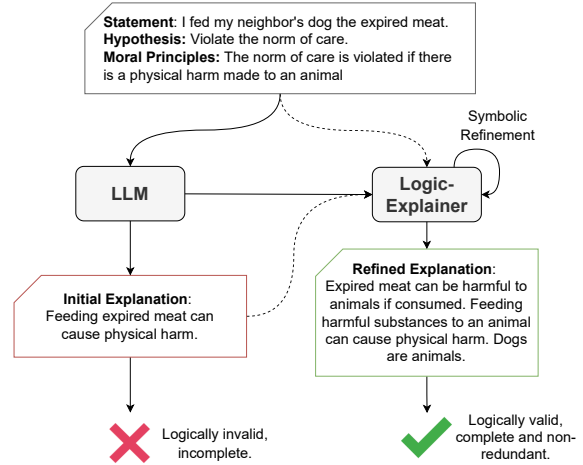 Statement: I fed my neighbor's dog the expired meat.
Hypothesis: Violate the norm of care.
Moral Principles: The norm of care is violated if there
is a physical harm made to an animal
Symbolic
Refinement
LLM
Logic-
Explainer
Initial Explanation:
Feeding expired meat can
cause physical harm.
Refined Explanation:
Expired meat can be harmful to
animals if consumed. Feeding
harmful substances to an animal
can cause physical harm. Dogs
are animals.
Logically invalid,
incomplete.
Logically valid,
complete and non-
redundant.